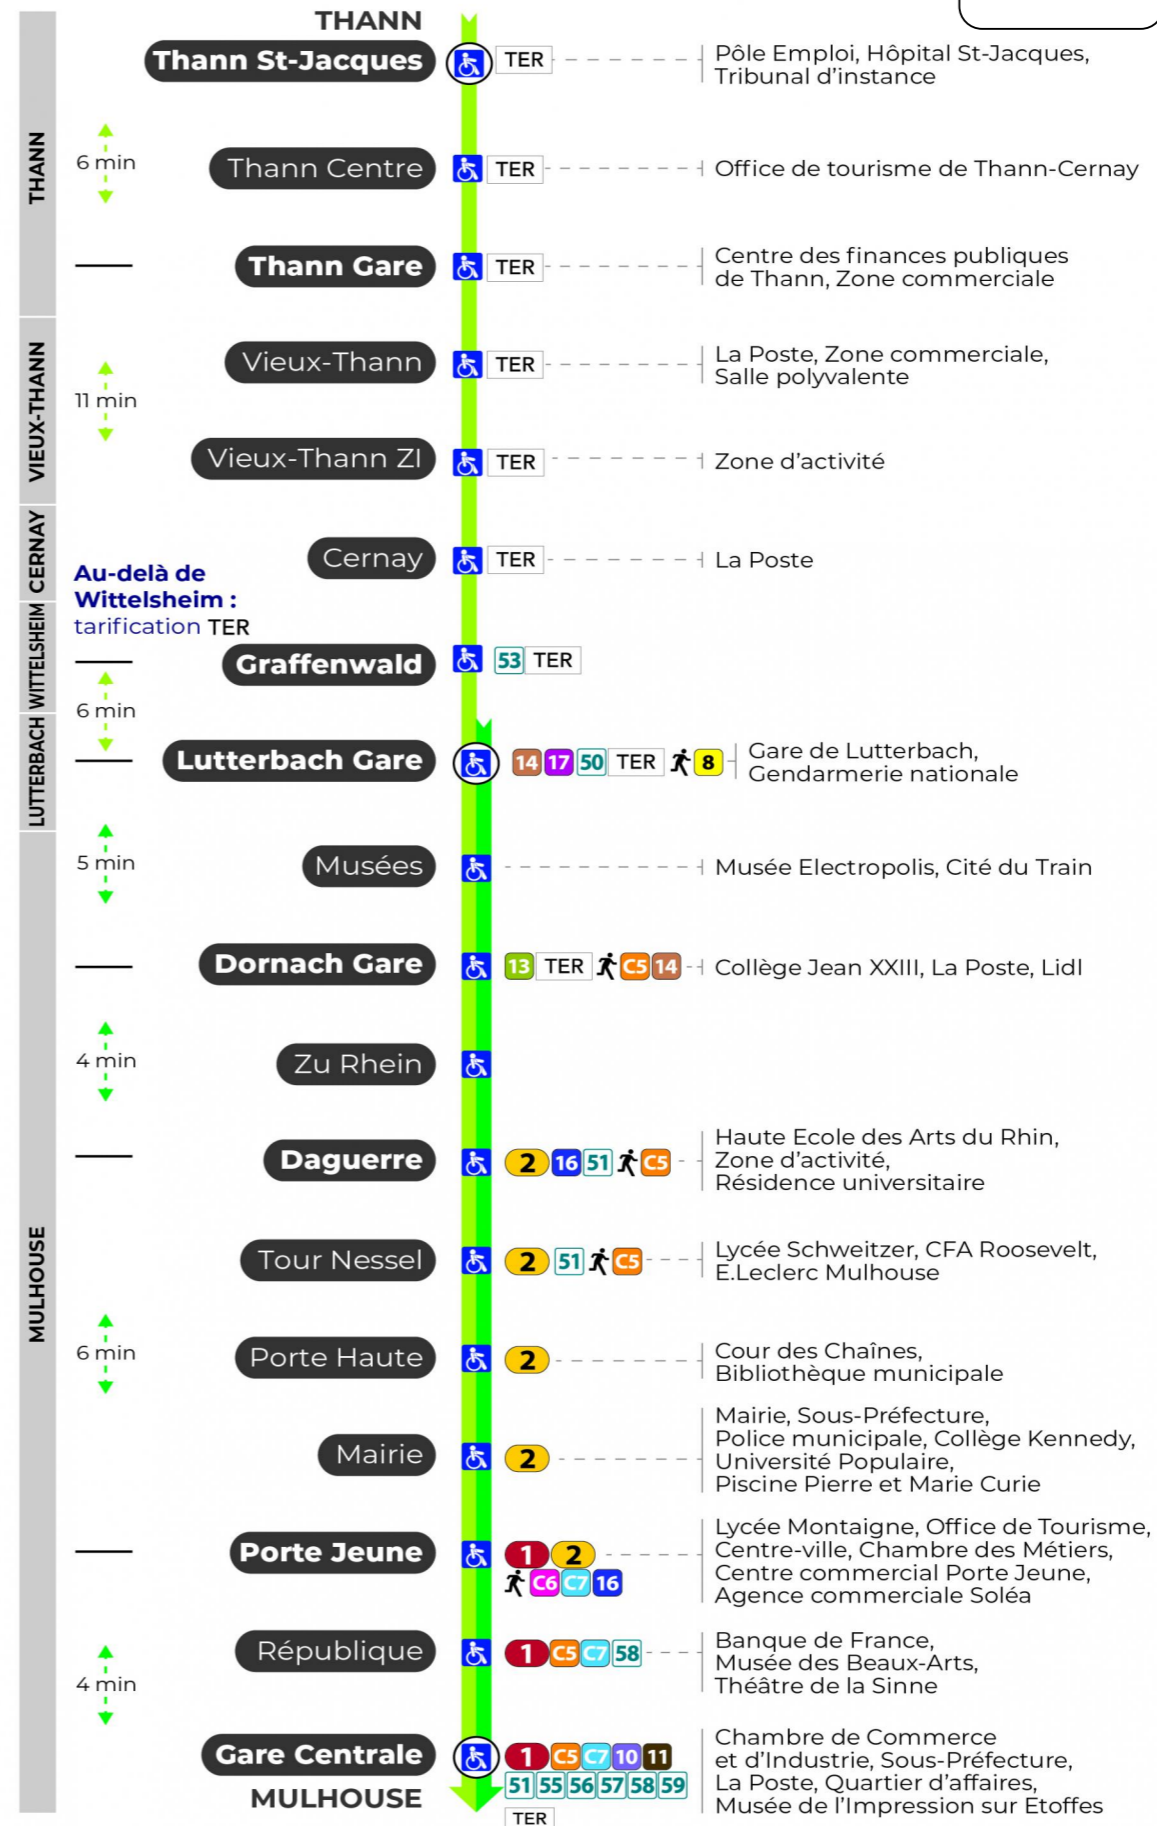 THANN
Thann St-Jacques TER Pôle Emploi, Hôpital St-Jacques,
Tribunal d'instance
THANN
6 min
Thann Centre TER Office de tourisme de Thann-Cernay
Thann Gare TER Centre des finances publiques
de Thann, Zone commerciale
VIEUX-THANN
Vieux-Thann TER La Poste, Zone commerciale,
Salle polyvalente
11 min
Vieux-Thann ZI TER Zone d'activité
CERNAY
Cernay TER La Poste
Au-delà de
Wittelsheim :
tarification TER
WITTELSHEIM
Graffenwald 53 TER
6 min
LUTTERBACH
Lutterbach Gare 14 17 50 TER 8 Gare de Lutterbach,
Gendarmerie nationale
MULHOUSE
5 min
Musées Musée Electropolis, Cité du Train
Dornach Gare 13 TER C5 14 Collège Jean XXIII, La Poste, Lidl
4 min
Zu Rhein
Daguerre 2 16 51 C5 Haute Ecole des Arts du Rhin,
Zone d'activité,
Résidence universitaire
Tour Nessel 2 51 C5 Lycée Schweitzer, CFA Roosevelt,
E.Leclerc Mulhouse
6 min
Porte Haute 2 Cour des Chaînes,
Bibliothèque municipale
Mairie 2 Mairie, Sous-Préfecture,
Police municipale, Collège Kennedy,
Université Populaire,
Piscine Pierre et Marie Curie
Porte Jeune 1 2 Lycée Montaigne, Office de Tourisme,
C6 C7 16 Centre-ville, Chambre des Métiers,
Centre commercial Porte Jeune,
Agence commerciale Soléa
République 1 C5 C7 58 Banque de France,
Musée des Beaux-Arts,
Théâtre de la Sinne
4 min
Gare Centrale 1 C5 C7 10 11 Chambre de Commerce
et d'Industrie, Sous-Préfecture,
51 55 56 57 58 59 La Poste, Quartier d'affaires,
Musée de l'Impression sur Etoffes
MULHOUSE
TER